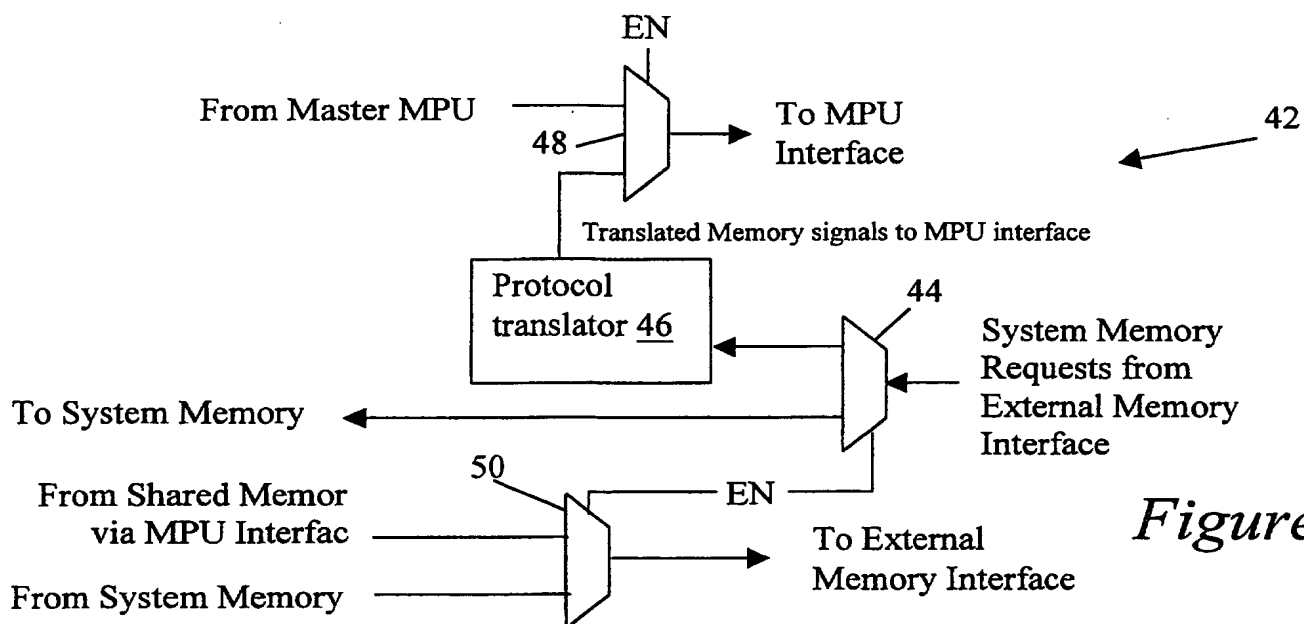 EN
From Master MPU
48
To MPU
Interface
42
Translated Memory signals to MPU interface
Protocol
translator 46
44
System Memory
Requests from
External Memory
Interface
To System Memory
50
From Shared Memor
via MPU Interfac
EN
From System Memory
To External
Memory Interface
Figure